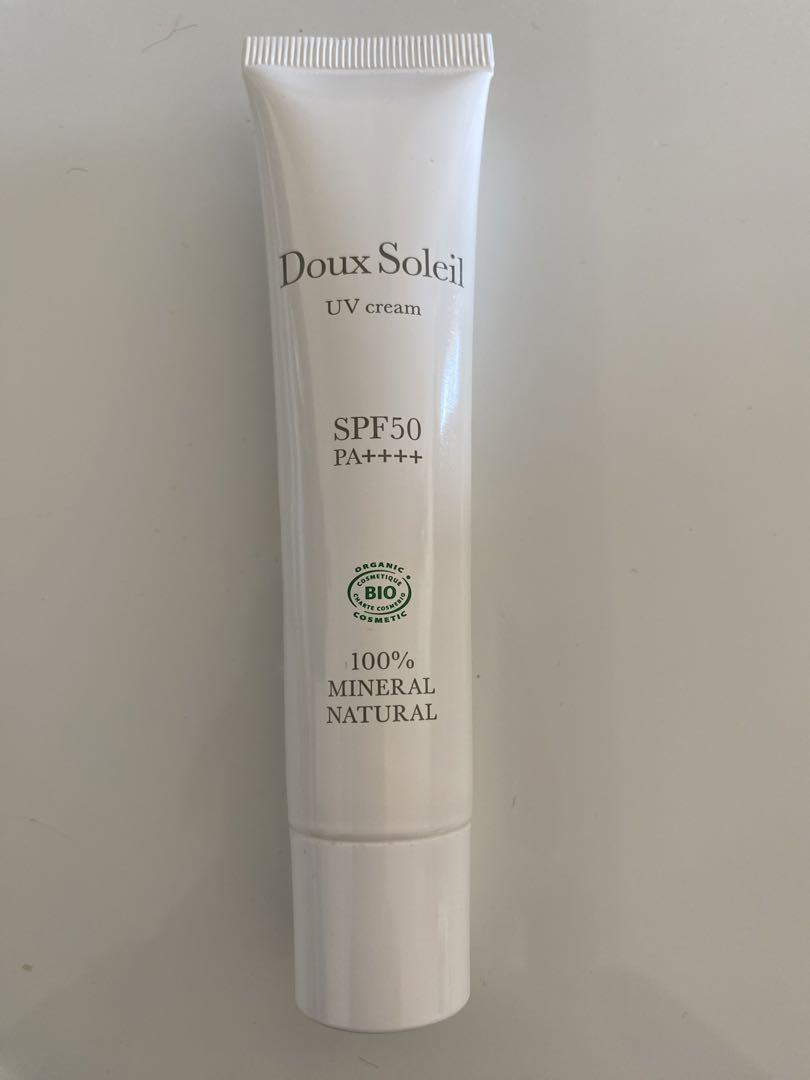 Doux Soleil
UV cream
SPF50
PA++++
ORGANIC
COSMETIQUE
BIO
CHARTE COSMEBIO
COSMETIC
100%
MINERAL
NATURAL